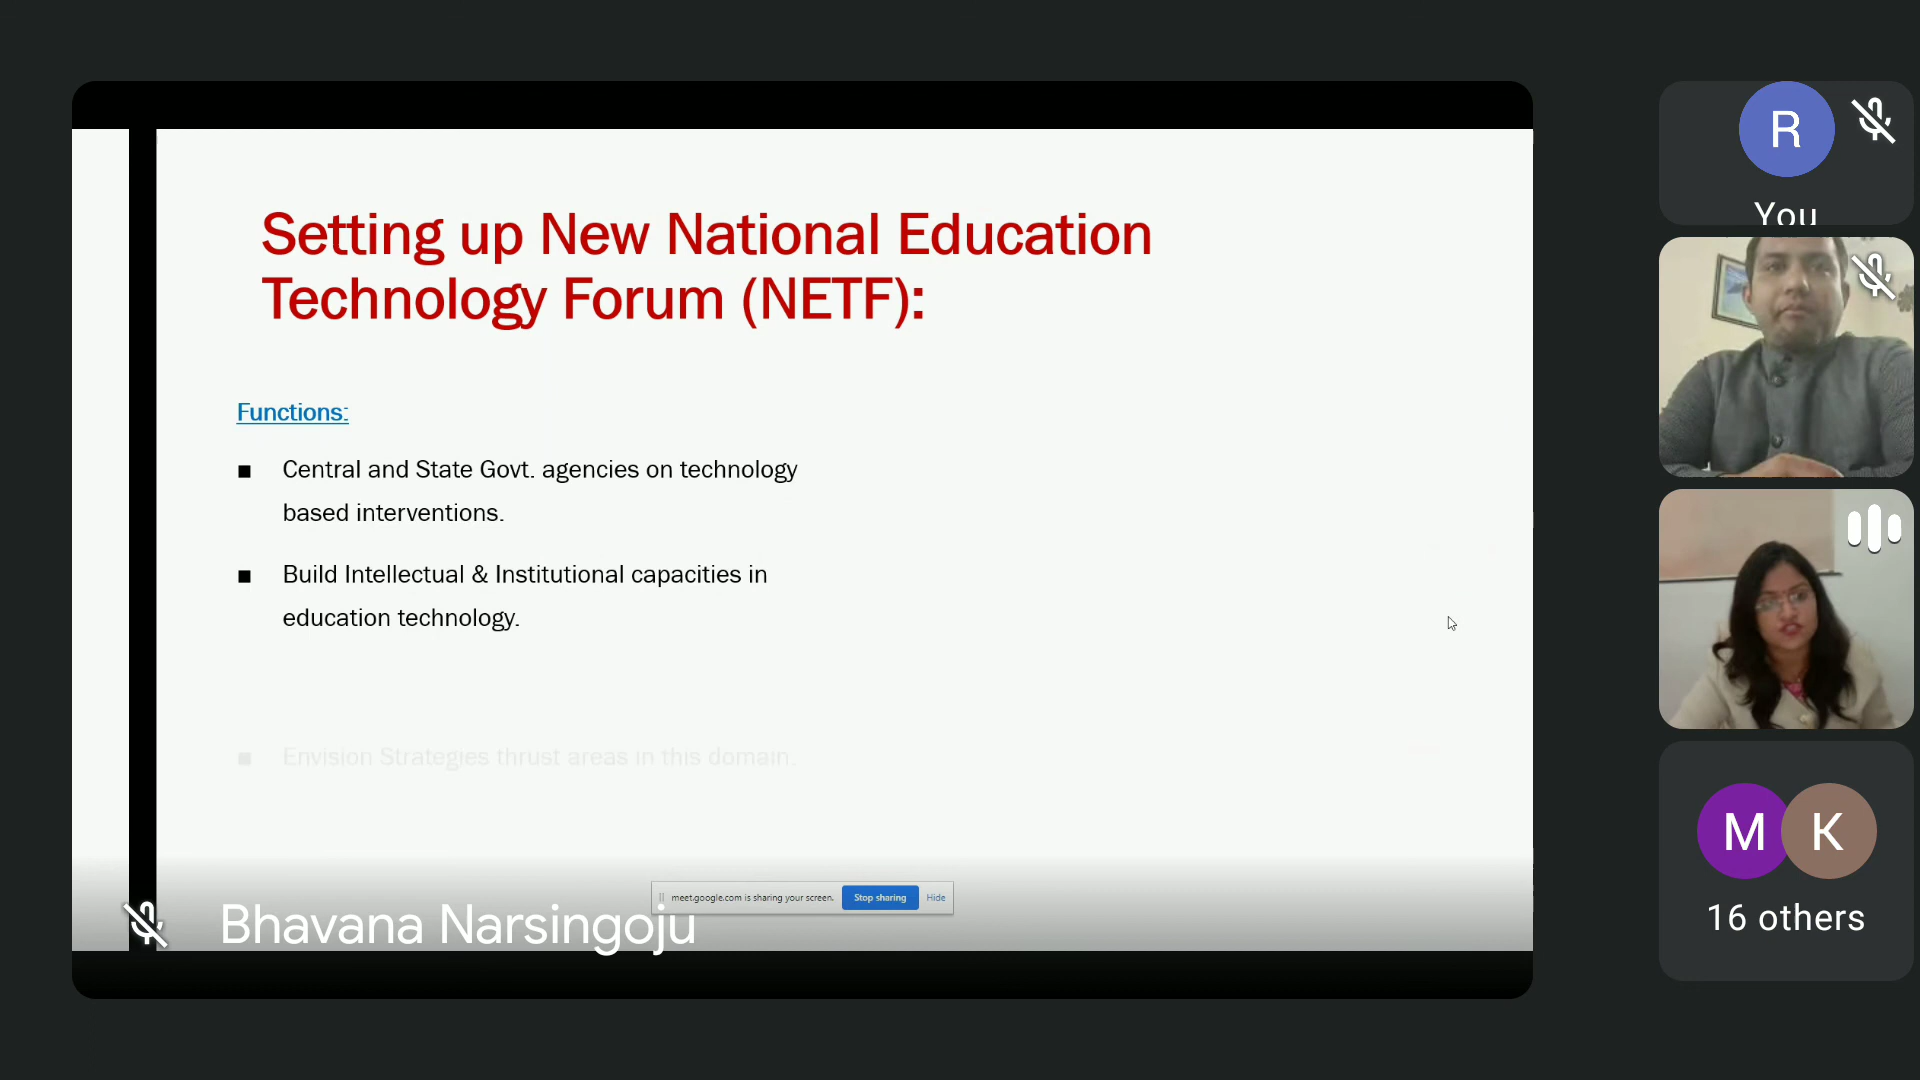 Setting up New National Education
Technology Forum (NETF):
Functions:
■ Central and State Govt. agencies on technology
based interventions.
■ Build Intellectual & Institutional capacities in
education technology.
■ Envision Strategies thrust areas in this domain.
meet.google.com is sharing your screen. Stop sharing Hide
Bhavana Narsingoju
R
You
M K
16 others